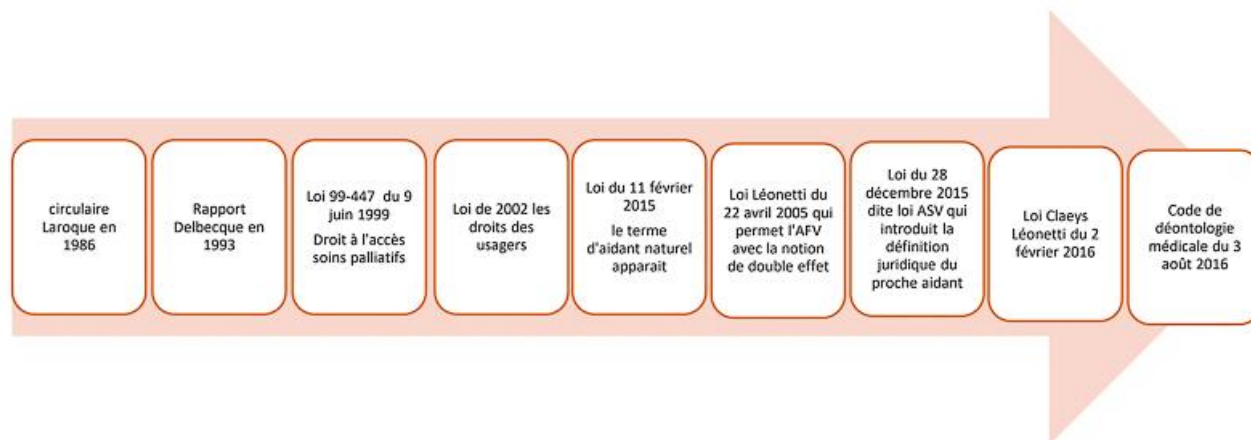 circulaire
Laroque en
1986
Rapport
Delbecque en
1993
Loi 99-447 du 9
juin 1999
Droit à l'accès
soins palliatifs
Loi de 2002 les
droits des
usagers
Loi du 11 février
2015
le terme
d'aidant naturel
apparait
Loi Léonetti du
22 avril 2005 qui
permet l'AFV
avec la notion
de double effet
Loi du 28
décembre 2015
dite loi ASV qui
introduit la
définition
juridique du
proche aidant
Loi Claeys
Léonetti du 2
février 2016
Code de
déontologie
médicale du 3
août 2016